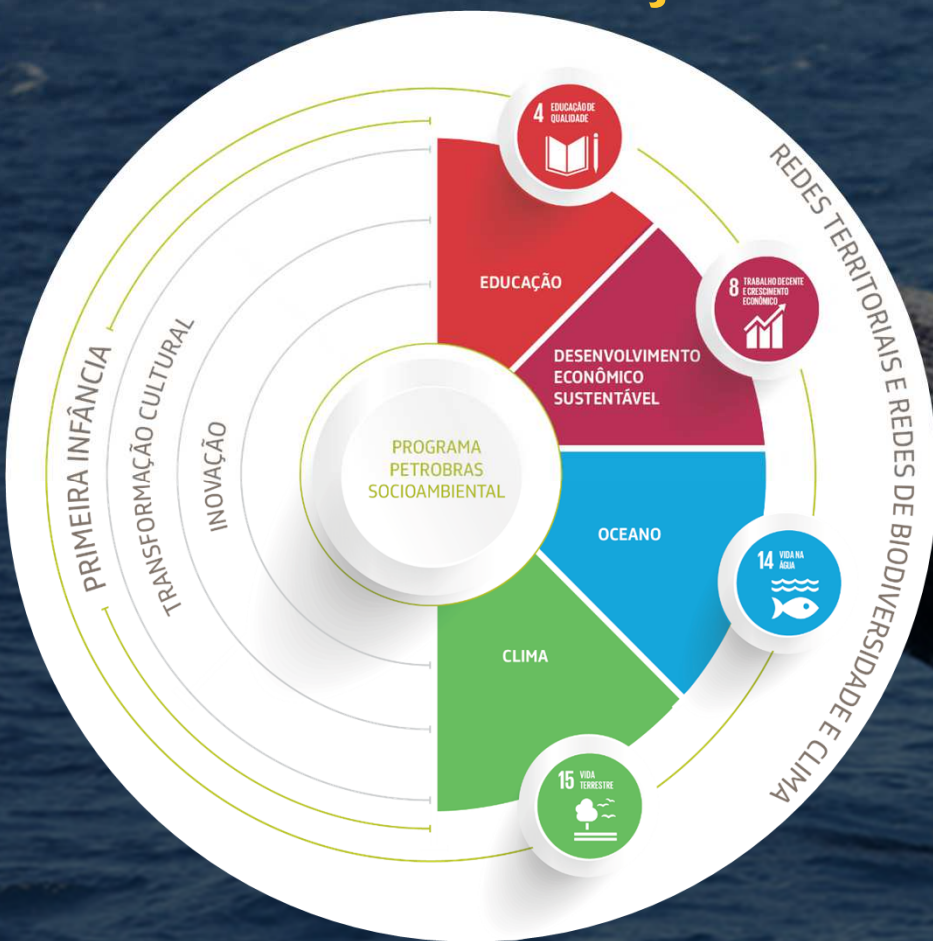 4 EDUCAÇÃO DE
QUALIDADE
EDUCAÇÃO
8 TRABALHO DECENTE
E CRESCIMENTO
ECONÔMICO
DESENVOLVIMENTO
ECONÔMICO
SUSTENTÁVEL
PROGRAMA
PETROBRAS
SOCIOAMBIENTAL
OCEANO
14 VIDA NA
ÁGUA
CLIMA
15 VIDA
TERRESTRE
PRIMEIRA INFÂNCIA
TRANSFORMAÇÃO CULTURAL
INOVAÇÃO
REDES TERRITORIAIS E REDES DE BIODIVERSIDADE E CLIMA